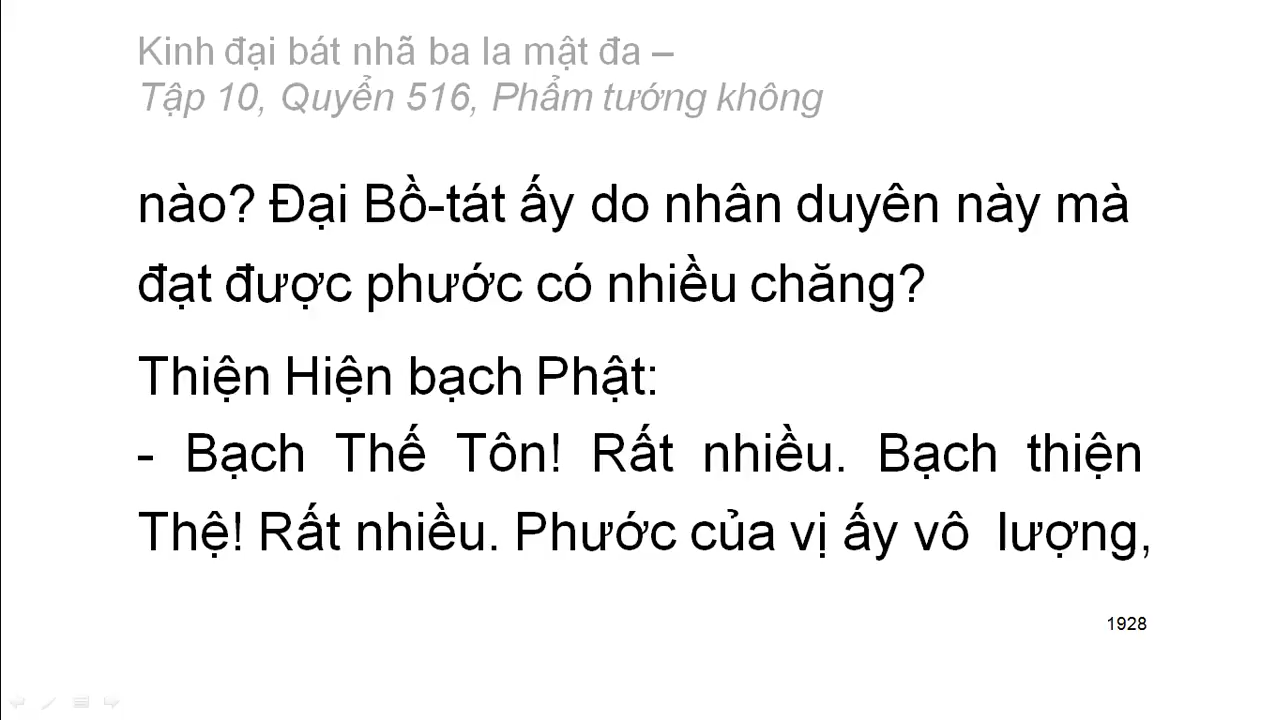 Kinh đại bát nhã ba la mật đa –
Tập 10, Quyển 516, Phẩm tướng không
nào? Đại Bồ-tát ấy do nhân duyên này mà
đạt được phước có nhiều chăng?
Thiện Hiện bạch Phật:
- Bạch Thế Tôn! Rất nhiều. Bạch thiện
Thệ! Rất nhiều. Phước của vị ấy vô lượng,
1928